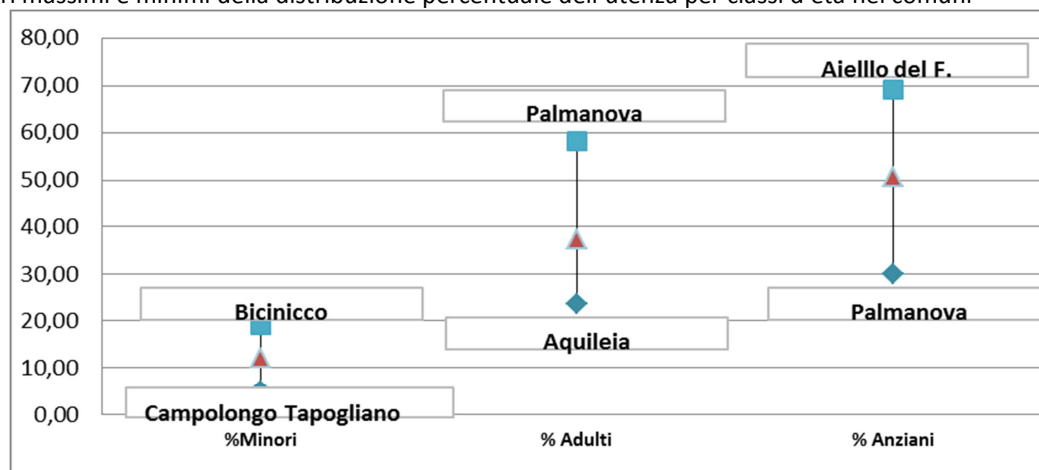 massimi e minimi della distribuzione percentuale dell'utenza per classi d'età nei comuni
80,00
Aielllo del F.
70,00
Palmanova
60,00
50,00
40,00
30,00
Bicinicco
Palmanova
20,00
Aquileia
10,00
Campolongo Tapogliano
0,00
%Minori
% Adulti
% Anziani